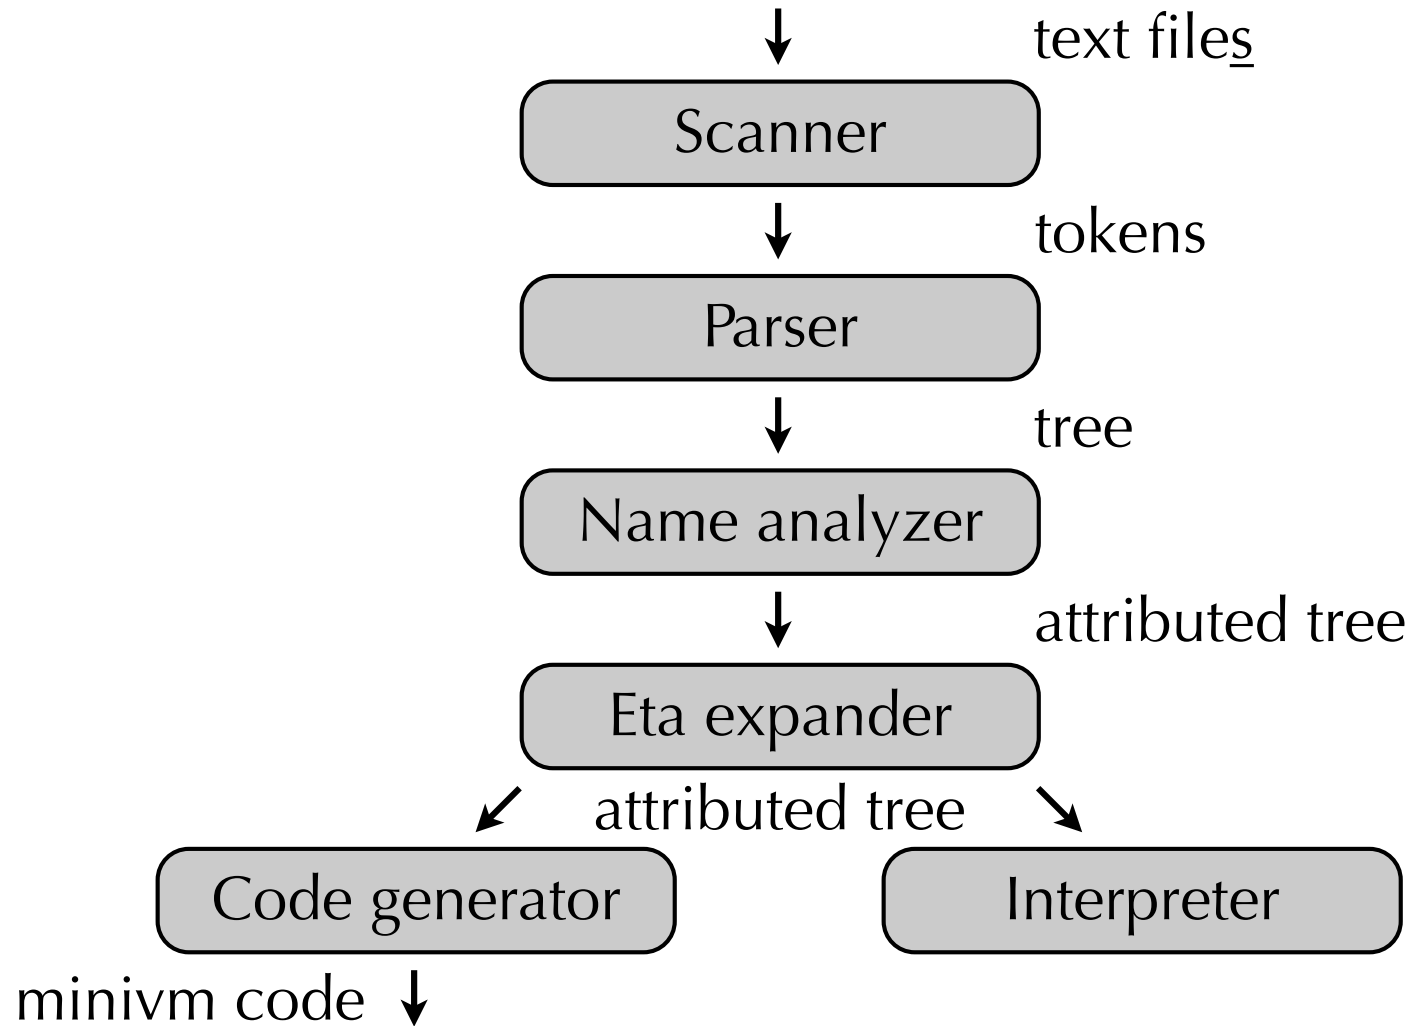 text files
Scanner
tokens
Parser
tree
Name analyzer
attributed tree
Eta expander
attributed tree
Code generator
Interpreter
minivm code